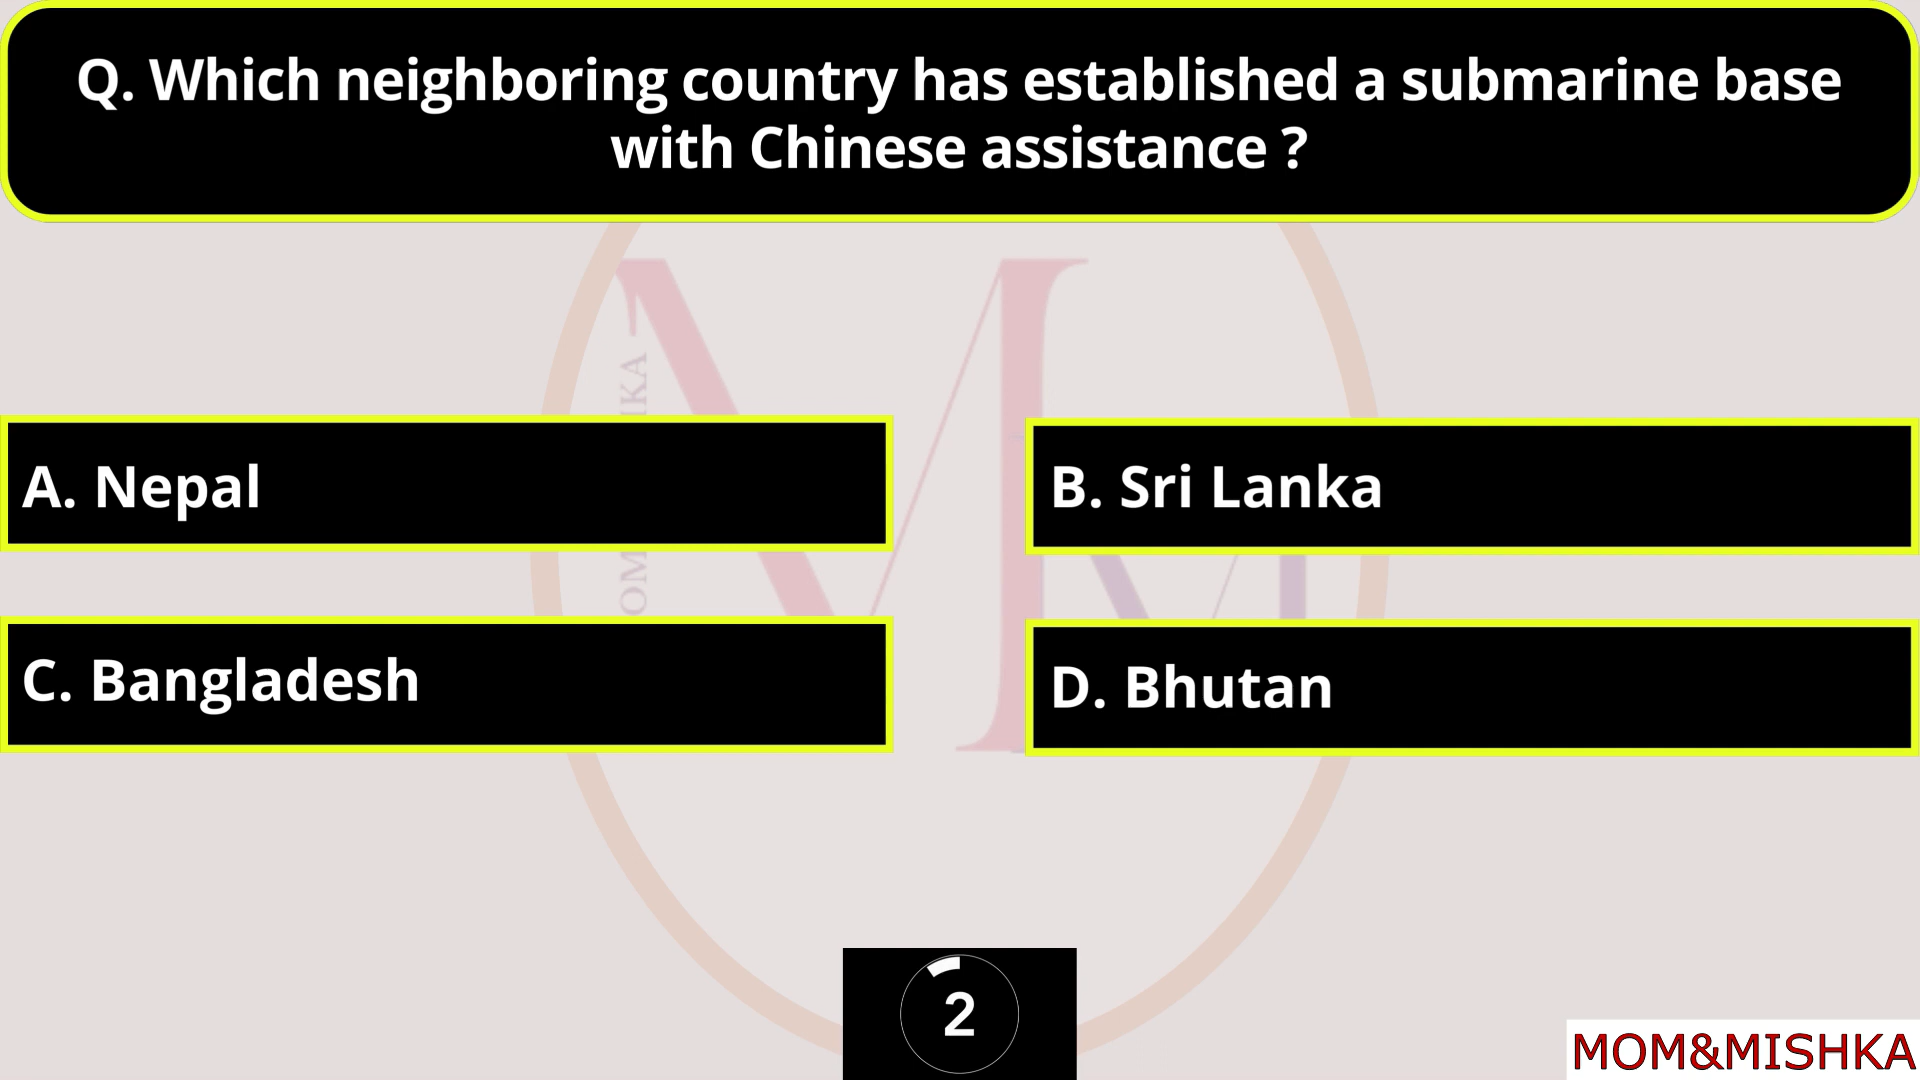 Q. Which neighboring country has established a submarine base
with Chinese assistance ?
A. Nepal
B. Sri Lanka
C. Bangladesh
D. Bhutan
2
MOM&MISHKA